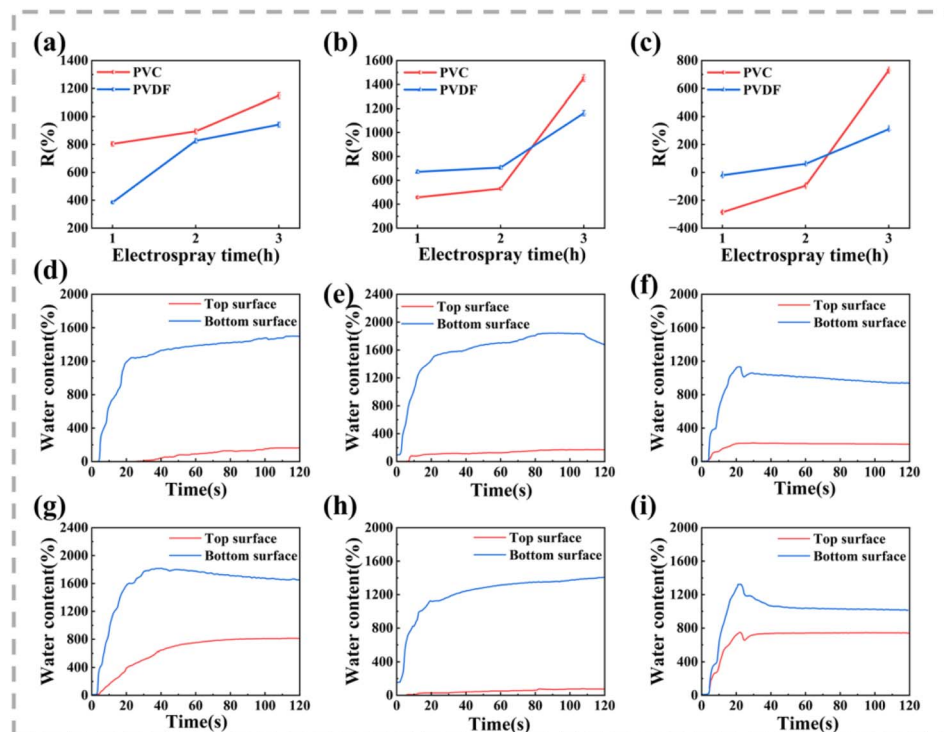 (a)
1400
1200
1000
800
600
400
200
R(%)
PVC
PVDF
1 2 3
Electrospray time(h)
(b)
1600
1400
1200
1000
800
600
400
200
R(%)
PVC
PVDF
1 2 3
Electrospray time(h)
(c)
800
600
400
200
0
−200
−400
R(%)
PVC
PVDF
1 2 3
Electrospray time(h)
(d)
2000
1600
1200
800
400
0
Water content(%)
Top surface
Bottom surface
0 20 40 60 80 100 120
Time(s)
(e)
2400
2000
1600
1200
800
400
0
Water content(%)
Top surface
Bottom surface
0 20 40 60 80 100 120
Time(s)
(f)
2000
1600
1200
800
400
0
Water content(%)
Top surface
Bottom surface
0 20 40 60 80 100 120
Time(s)
(g)
2400
2000
1600
1200
800
400
0
Water content(%)
Top surface
Bottom surface
0 20 40 60 80 100 120
Time(s)
(h)
2000
1600
1200
800
400
0
Water content(%)
Top surface
Bottom surface
0 20 40 60 80 100 120
Time(s)
(i)
2000
1600
1200
800
400
0
Water content(%)
Top surface
Bottom surface
0 20 40 60 80 100 120
Time(s)